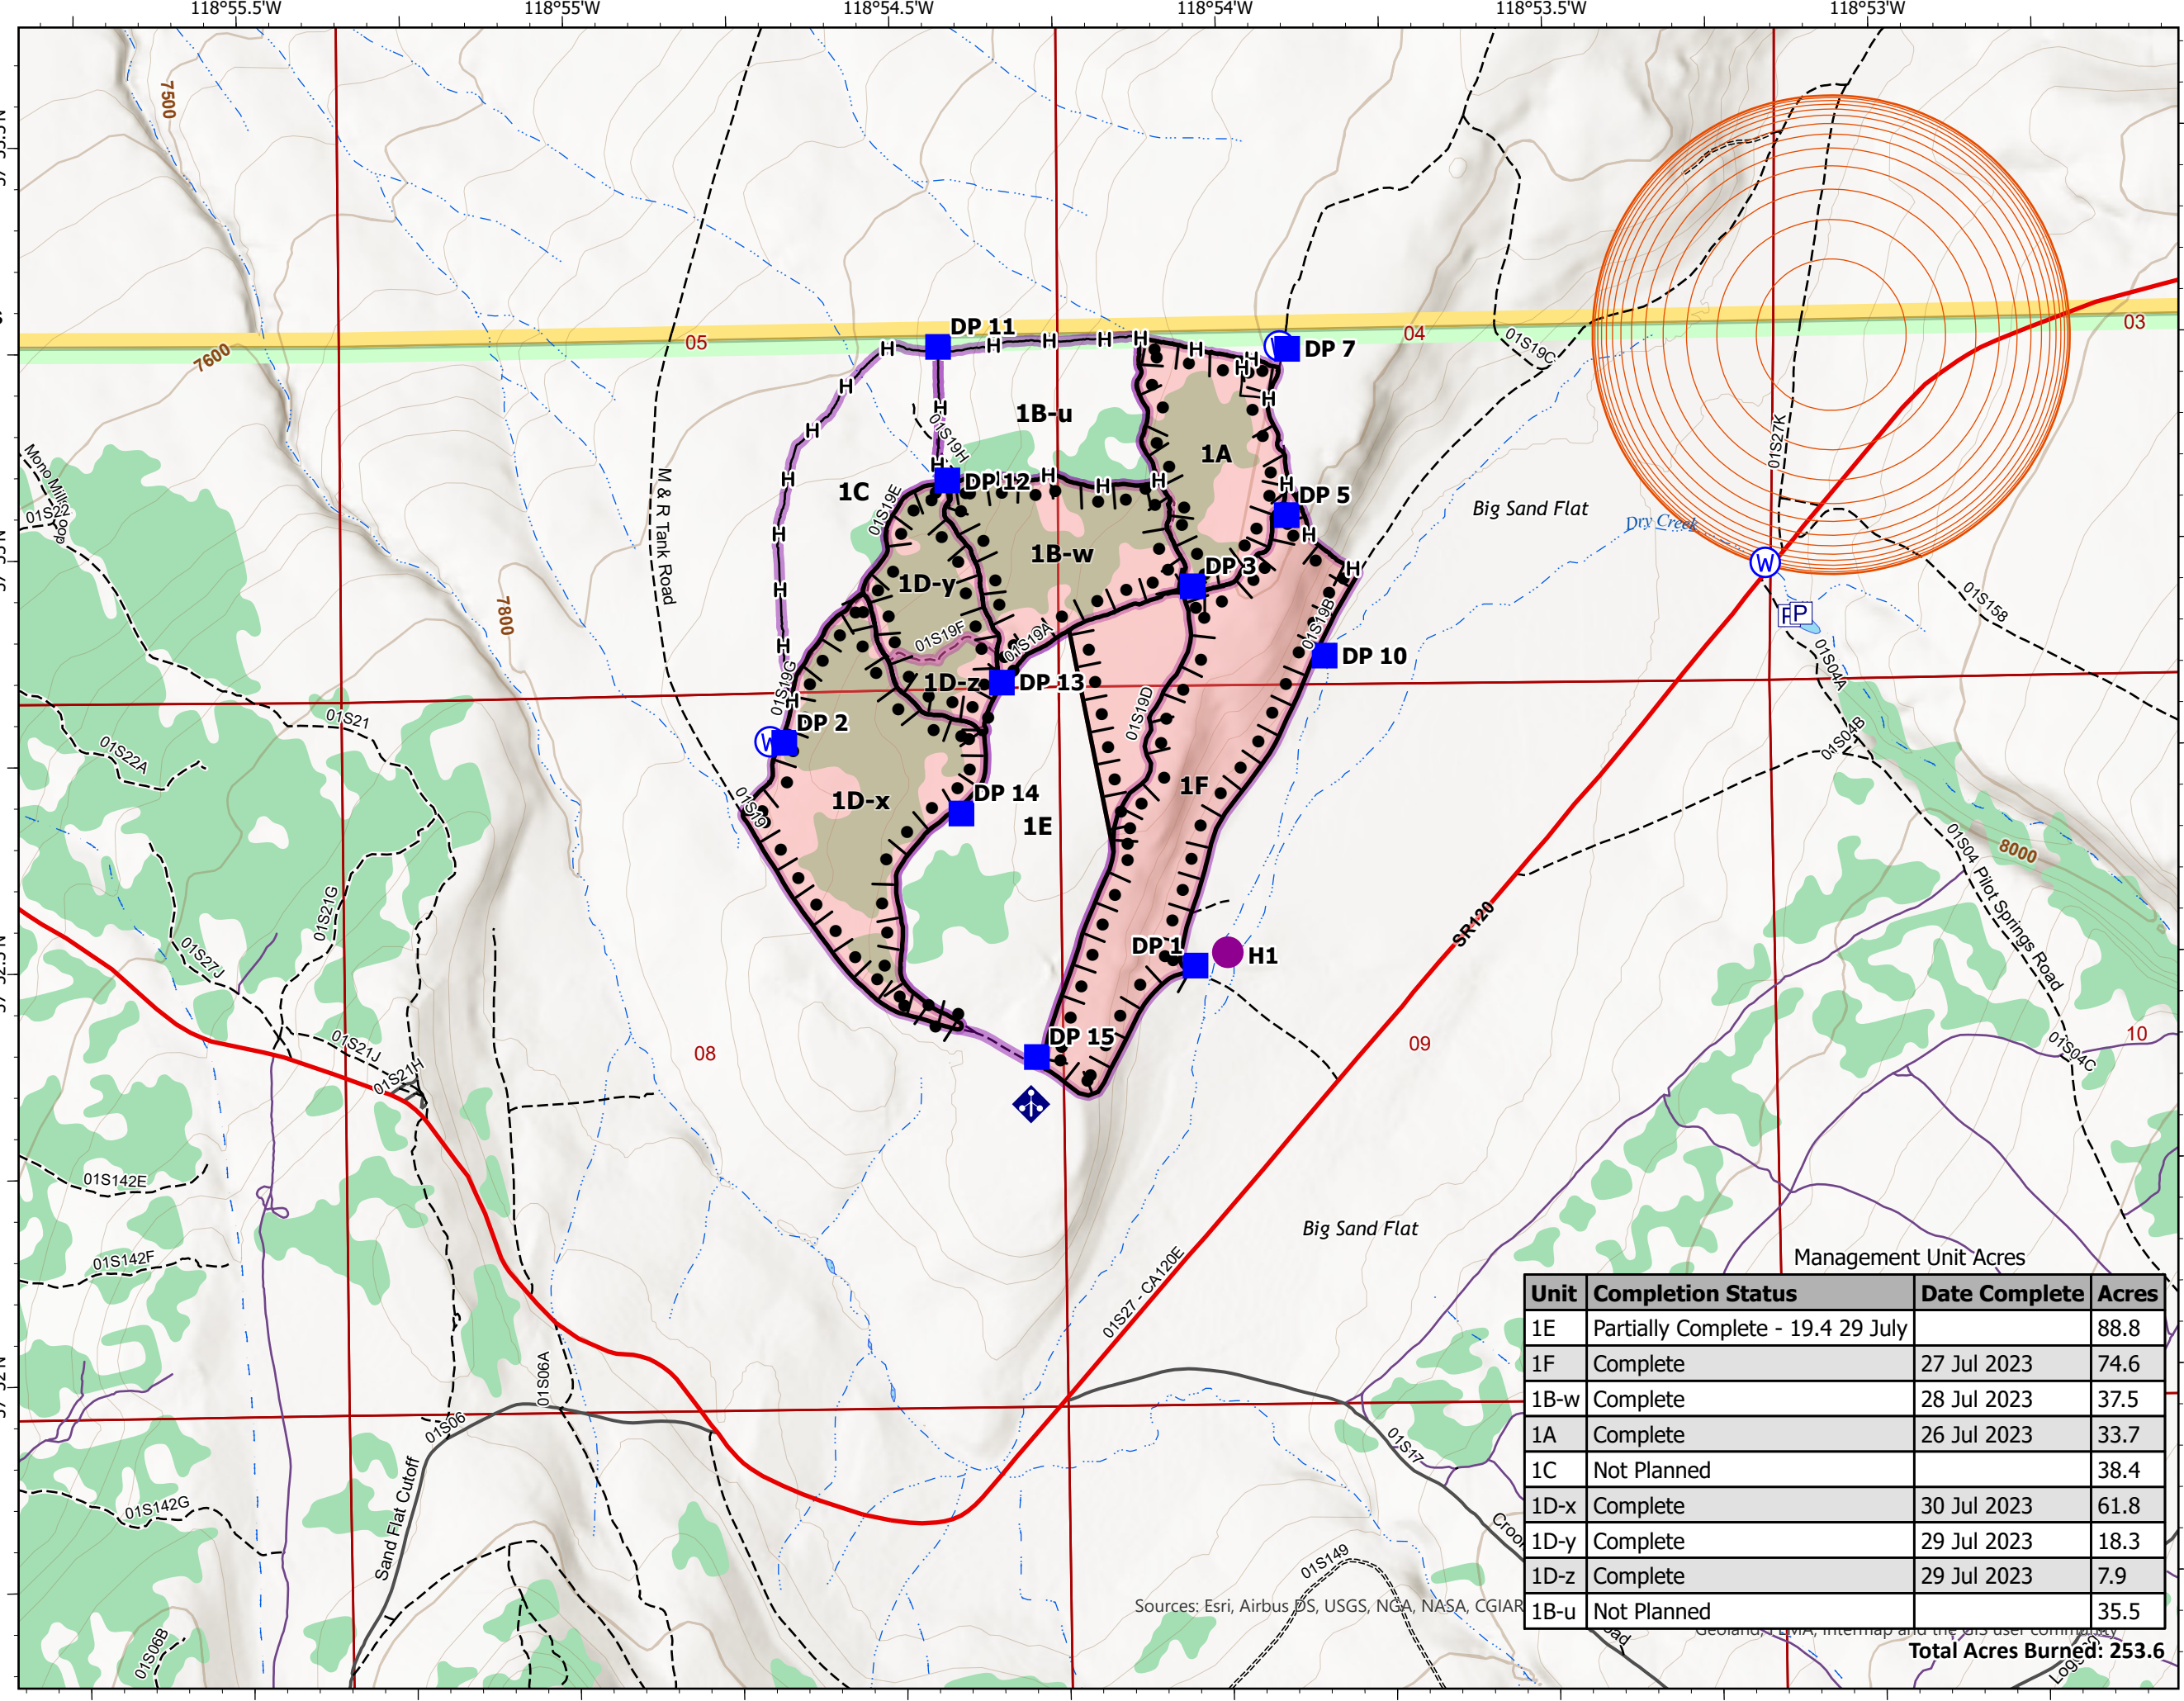 118°55.5'W 118°55'W 118°54.5'W 118°54'W 118°53.5'W 118°53'W
7500
05
04
03
7600
DP 11
DP 7
01S19C
1B-u
01S19H
01S27K
1A
Mono Mills
Loop
01S22
1C
DP 12
01S19E
DP 5
Big Sand Flat
Dry Creek
M & R Tank Road
1B-w
1D-y
DP 3
W
7800
01S19F
01S19A
01S19B
01S158
P
DP 10
01S04A
1D-z
DP 13
01S19G
01S21
01S19D
DP 2
W
01S22A
01S04B
1F
1D-x
DP 14
01S19
1E
8000
01S04 Pilot Springs Road
01S21G
SR120
01S27J
DP 1
H1
01S21J
DP 15
08
09
10
01S04C
01S21H
01S142E
Big Sand Flat
01S142F
01S27 - CA120E
01S06A
01S06
Sand Flat Cutoff
01S17
01S142G
01S149
01S06B
Management Unit Acres
Unit Completion Status Date Complete Acres
1E Partially Complete - 19.4 29 July 88.8
1F Complete 27 Jul 2023 74.6
1B-w Complete 28 Jul 2023 37.5
1A Complete 26 Jul 2023 33.7
1C Not Planned 38.4
1D-x Complete 30 Jul 2023 61.8
1D-y Complete 29 Jul 2023 18.3
1D-z Complete 29 Jul 2023 7.9
1B-u Not Planned 35.5
Sources: Esri, Airbus DS, USGS, NGA, NASA, CGIAR
Total Acres Burned: 253.6